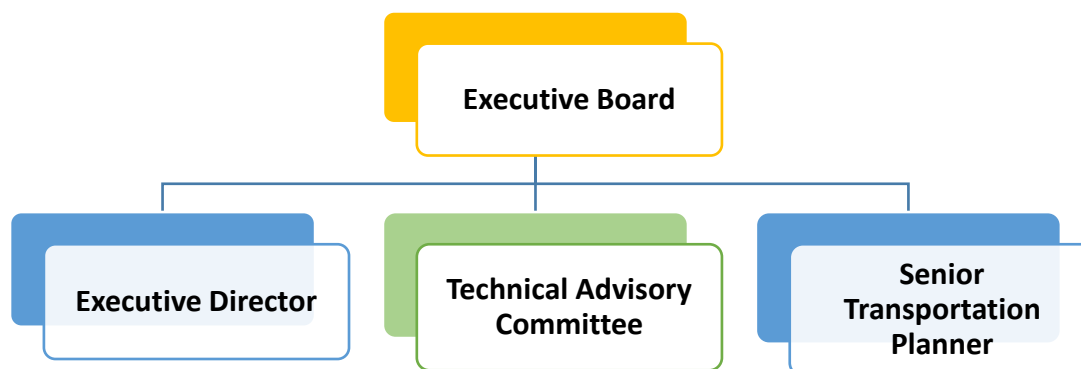 Executive Board
Executive Director
Technical Advisory
Committee
Senior
Transportation
Planner